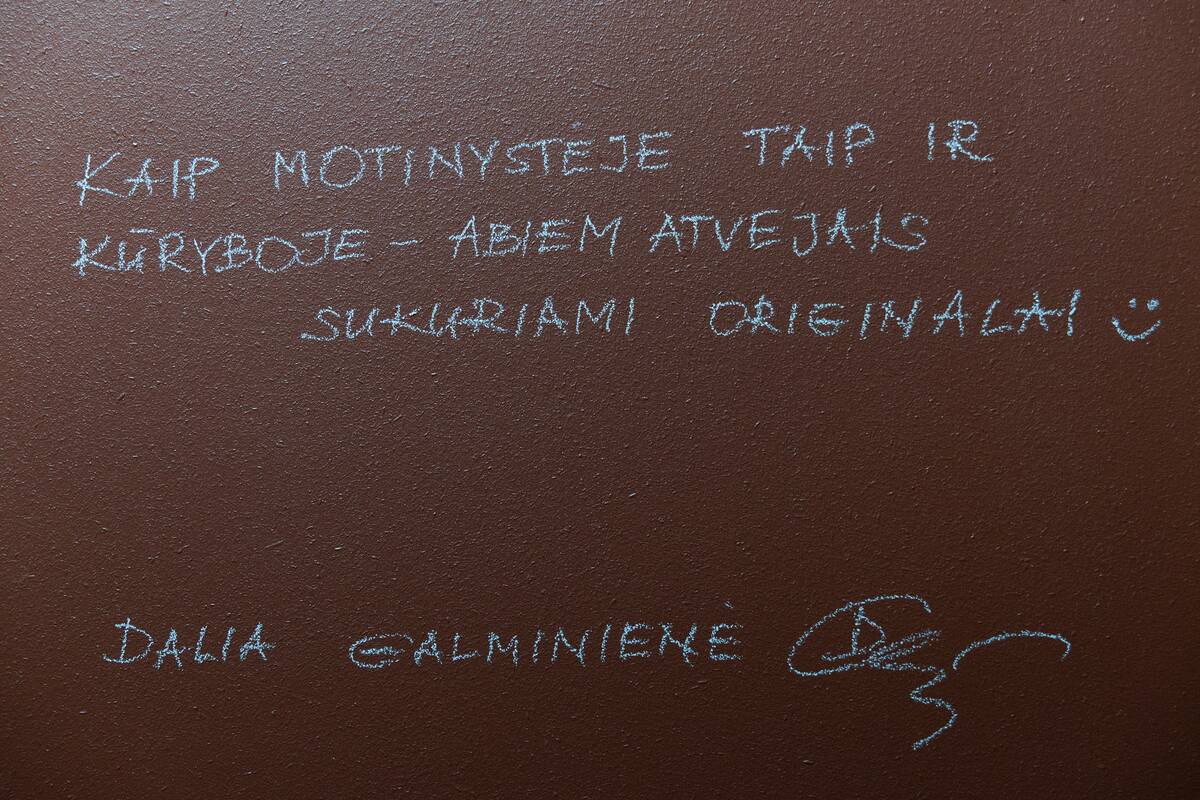 KAIP MOTINYSTĖJE TAIP IR
KŪRYBOJE – ABIEM ATVEJAIS
SUKURIAMI ORIGINALAI
DALIA GALMINIENĖ